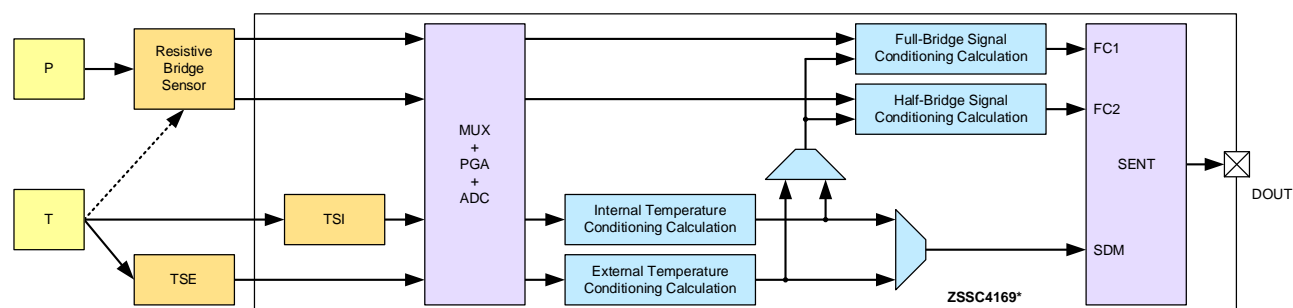 P
Resistive
Bridge
Sensor
T
TSI
TSE
MUX
+
PGA
+
ADC
Full-Bridge Signal
Conditioning Calculation
Half-Bridge Signal
Conditioning Calculation
Internal Temperature
Conditioning Calculation
External Temperature
Conditioning Calculation
FC1
FC2
SENT
SDM
DOUT
ZSSC4169*